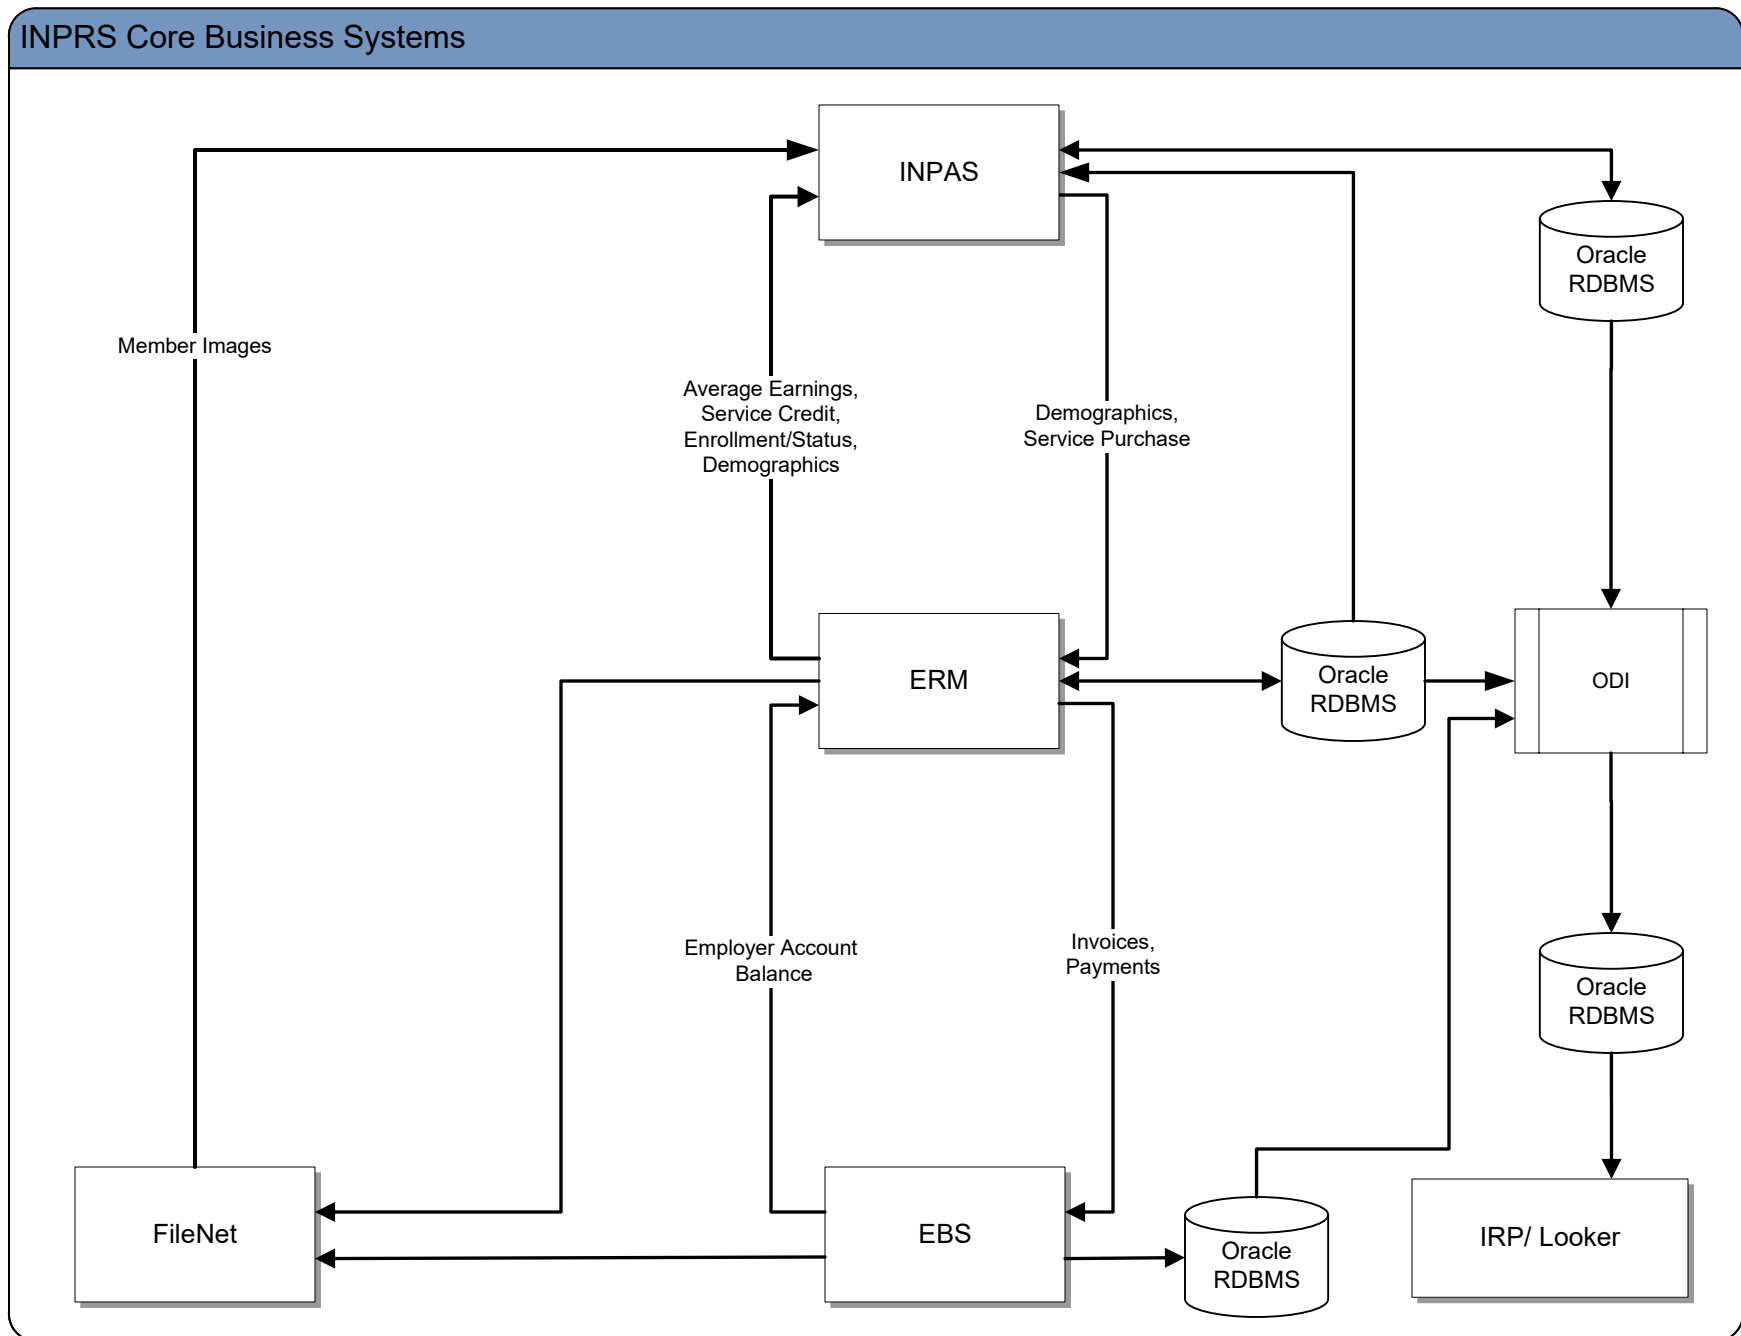 INPRS Core Business Systems
INPAS
Oracle
RDBMS
Member Images
Average Earnings,
Service Credit,
Enrollment/Status,
Demographics
Demographics,
Service Purchase
ERM
Oracle
RDBMS
ODI
Employer Account
Balance
Invoices,
Payments
Oracle
RDBMS
FileNet
EBS
Oracle
RDBMS
IRP/ Looker